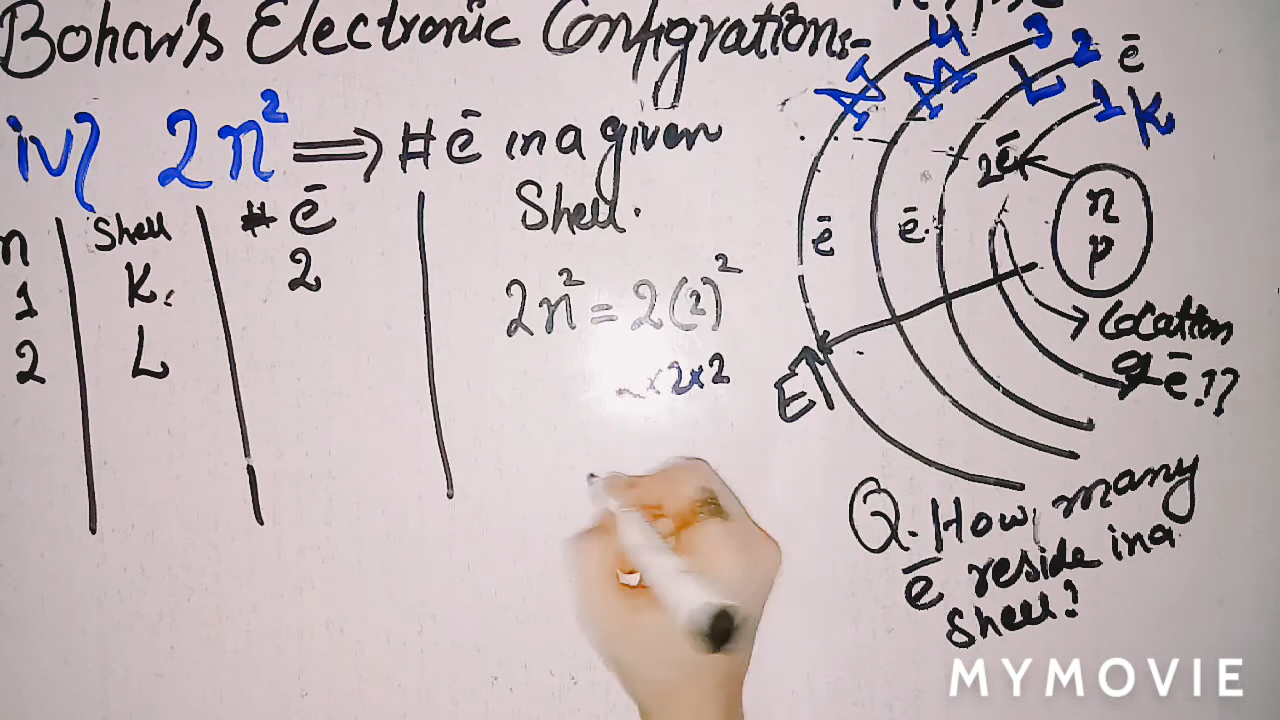 Bohar's Electronic Configrations:-
iv) 2n² ⟹ # ē in a given
Shell.
n Shell # ē
1 K. 2
2 L
2n² = 2(2)²
×2×2
4 3 2 ē
M L 1 K
2ē
n
p
ē ē
Location
of ē??
E
Q. How many
ē reside in a
Shell?
MYMOVIE